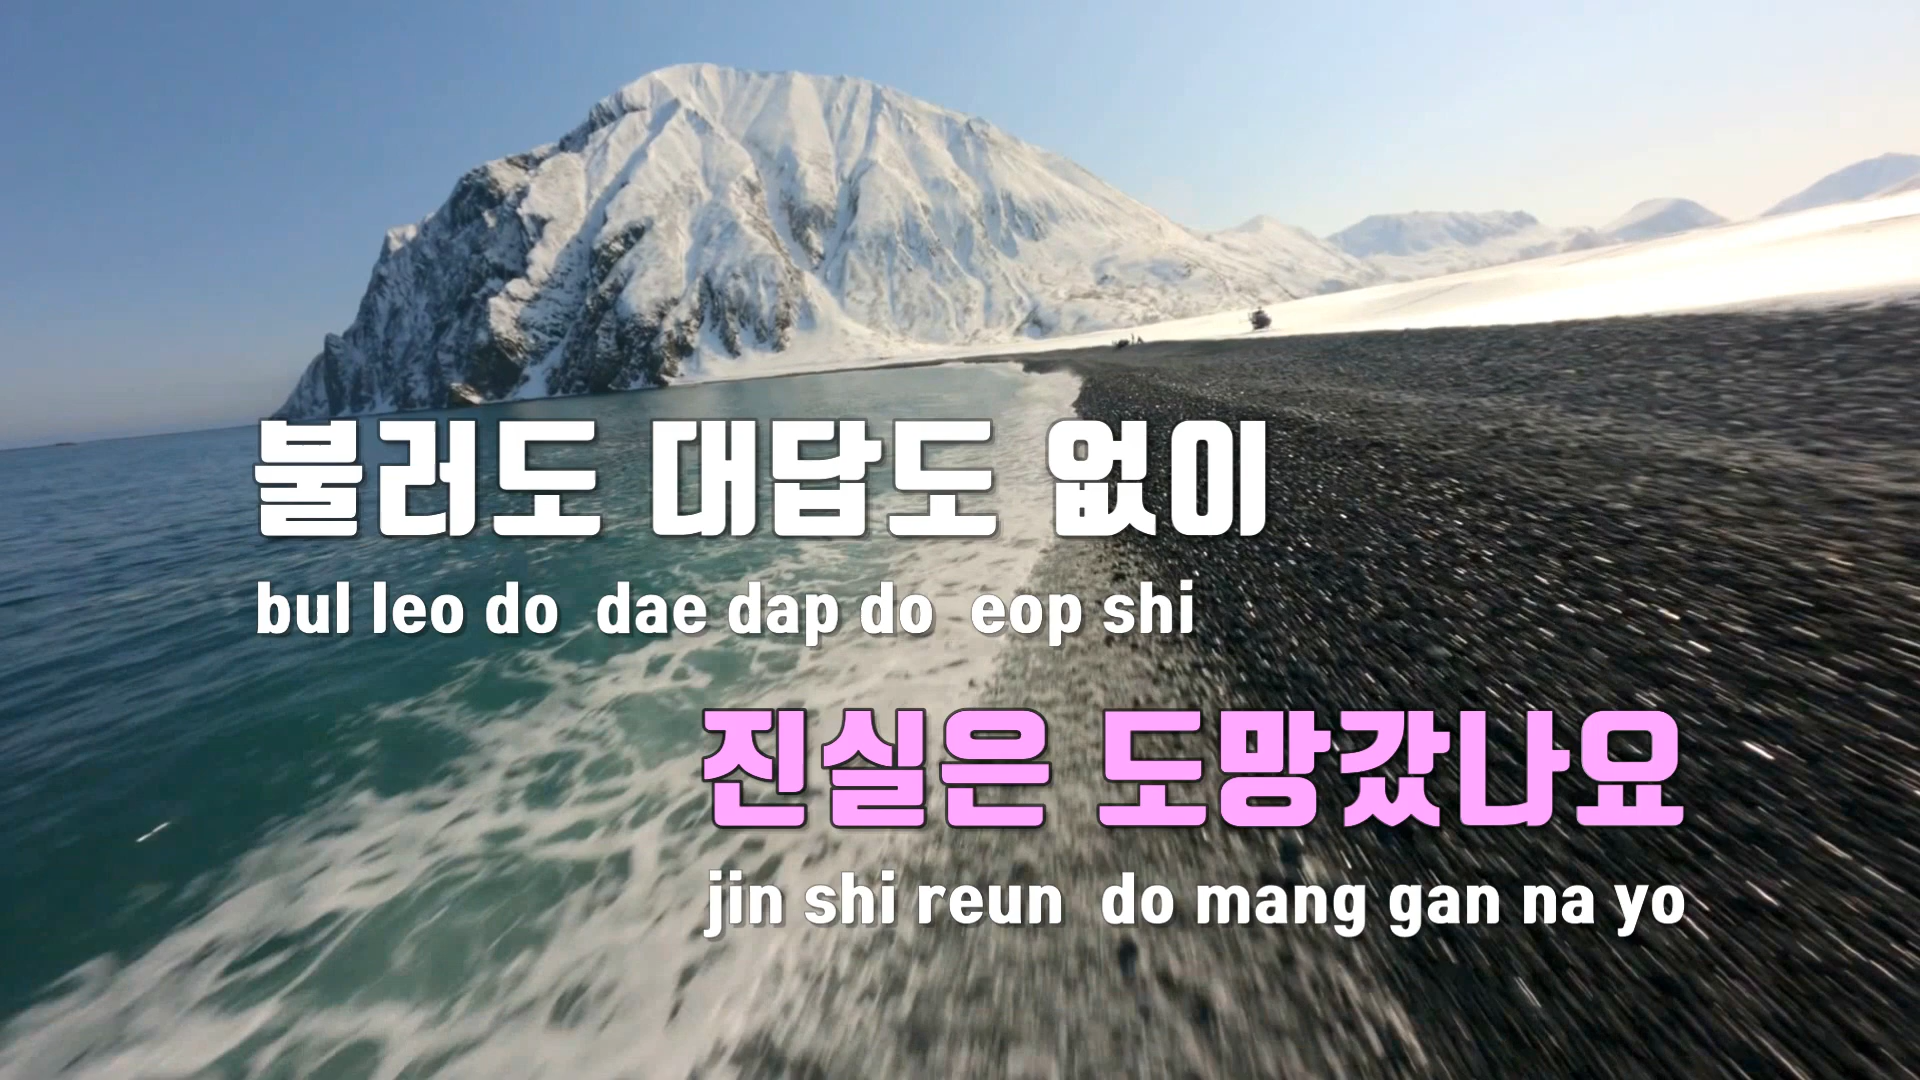 불러도 대답도 없이
bul leo do dae dap do eop shi
진실은 도망갔나요
jin shi reun do mang gan na yo